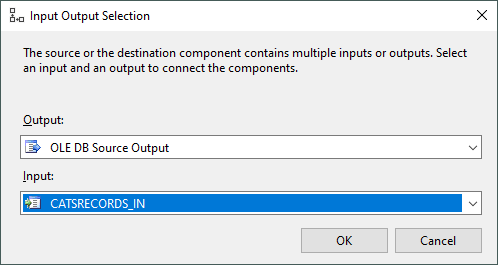 Input Output Selection
The source or the destination component contains multiple inputs or outputs. Select
an input and an output to connect the components.
Output:
OLE DB Source Output
Input:
CATSRECORDS_IN
OK Cancel